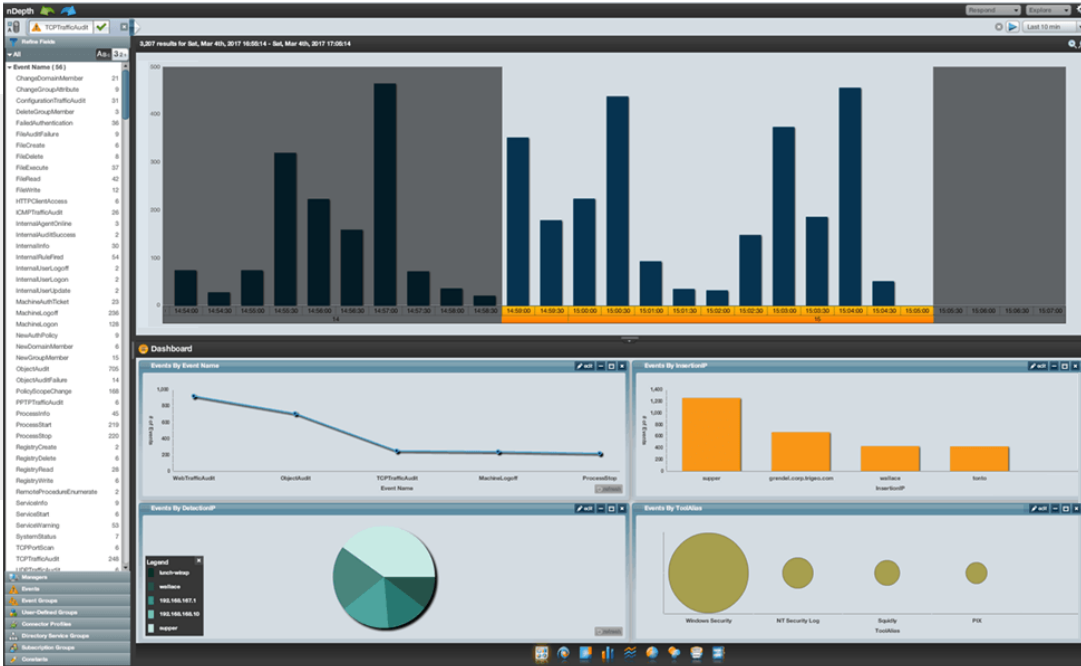 nDepth
Respond
Explore
TCPTrafficAudit
Last 10 min
Refine Fields
3,207 results for Sat, Mar 4th, 2017 16:55:14 - Sat, Mar 4th, 2017 17:05:14
All
Event Name (56)
ChangeDomainMember 21
ChangeGroupAttribute 9
ConfigurationTrafficAudit 31
DeleteGroupMember 3
FailedAuthentication 36
FileAuditFailure 9
FileCreate 6
FileDelete 8
FileExecute 37
FileRead 42
FileWrite 12
HTTPClientAccess 6
ICMPTrafficAudit 26
InternalAgentOnline 3
InternalAuditSuccess 2
InternalInfo 30
InternalRuleFired 54
InternalUserLogoff 2
InternalUserLogon 2
InternalUserUpdate 2
MachineAuthTicket 23
MachineLogoff 236
MachineLogon 128
NewAuthPolicy 9
NewDomainMember 6
NewGroupMember 15
ObjectAudit 705
ObjectAuditFailure 14
PolicyScopeChange 168
PPTPTrafficAudit 6
ProcessInfo 45
ProcessStart 219
ProcessStop 220
RegistryCreate 2
RegistryDelete 6
RegistryRead 28
RegistryWrite 6
RemoteProcedureEnumerate 2
ServiceInfo 9
ServiceStart 6
ServiceWarning 53
SystemStatus 7
TCPPortScan 6
TCPTrafficAudit 248
UDPTrafficAudit
Managers
Events
Event Groups
User-Defined Groups
Connector Profiles
Directory Service Groups
Subscription Groups
Constants
500
400
300
200
100
0
14:54:00 14:54:30 14:55:00 14:55:30 14:56:00 14:56:30 14:57:00 14:57:30 14:58:00 14:58:30 14:59:00 14:59:30 15:00:00 15:00:30 15:01:00 15:01:30 15:02:00 15:02:30 15:03:00 15:03:30 15:04:00 15:04:30 15:05:00 15:05:30 15:06:00 15:06:30 15:07:00
14
Dashboard
Events By Event Name
edit
1,000
800
600
400
200
0
# of Events
WebTrafficAudit ObjectAudit TCPTrafficAudit MachineLogoff ProcessStop
Event Name
refresh
Events By InsertionIP
edit
1,400
1,200
1,000
800
600
400
200
0
# of Events
supper grendel.corp.trigeo.com wallace tonto
InsertionIP
Events By DetectionIP
edit
Legend
lunch-wrap
wallace
192.168.167.1
192.168.168.10
supper
refresh
Events By ToolAlias
edit
Windows Security NT Security Log Squidly PIX
ToolAlias